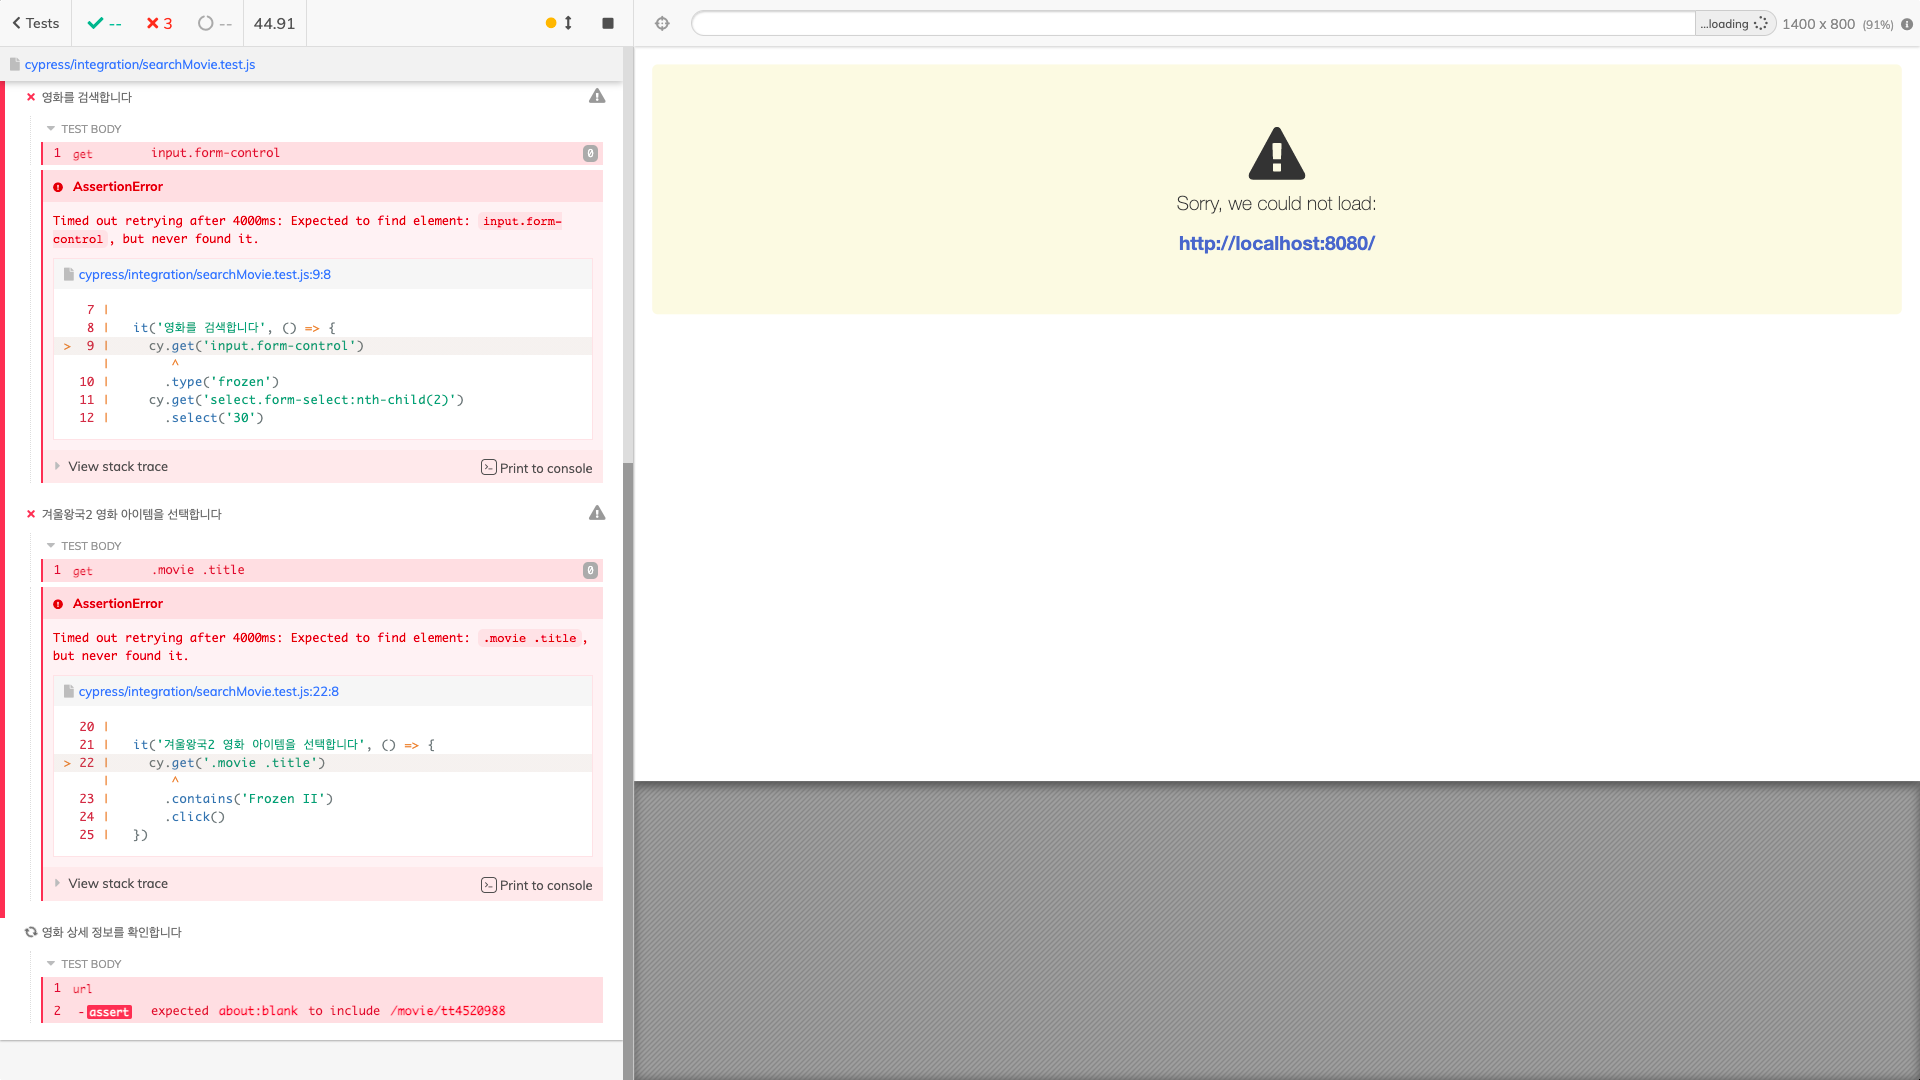 Tests
--
3
--
44.91
...loading
1400 x 800 (91%)
cypress/integration/searchMovie.test.js
영화를 검색합니다
TEST BODY
1 get input.form-control 0
AssertionError
Timed out retrying after 4000ms: Expected to find element: input.form-
control, but never found it.
cypress/integration/searchMovie.test.js:9:8
7 |
8 | it('영화를 검색합니다', () => {
> 9 | cy.get('input.form-control')
| ^
10 | .type('frozen')
11 | cy.get('select.form-select:nth-child(2)')
12 | .select('30')
View stack trace
Print to console
겨울왕국2 영화 아이템을 선택합니다
TEST BODY
1 get .movie .title 0
AssertionError
Timed out retrying after 4000ms: Expected to find element: .movie .title,
but never found it.
cypress/integration/searchMovie.test.js:22:8
20 |
21 | it('겨울왕국2 영화 아이템을 선택합니다', () => {
> 22 | cy.get('.movie .title')
| ^
23 | .contains('Frozen II')
24 | .click()
25 | })
View stack trace
Print to console
영화 상세 정보를 확인합니다
TEST BODY
1 url
2 -assert expected about:blank to include /movie/tt4520988
Sorry, we could not load:
http://localhost:8080/